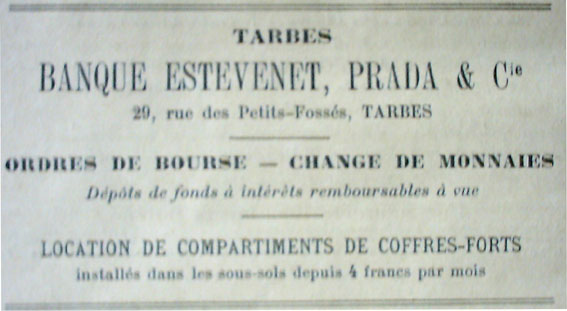 TARBES
BANQUE ESTEVENET, PRADA & Cie
29, rue des Petits-Fossés, TARBES
ORDRES DE BOURSE — CHANGE DE MONNAIES
Dépôts de fonds à intérêts remboursables à vue
LOCATION DE COMPARTIMENTS DE COFFRES-FORTS
installés dans les sous-sols depuis 4 francs par mois